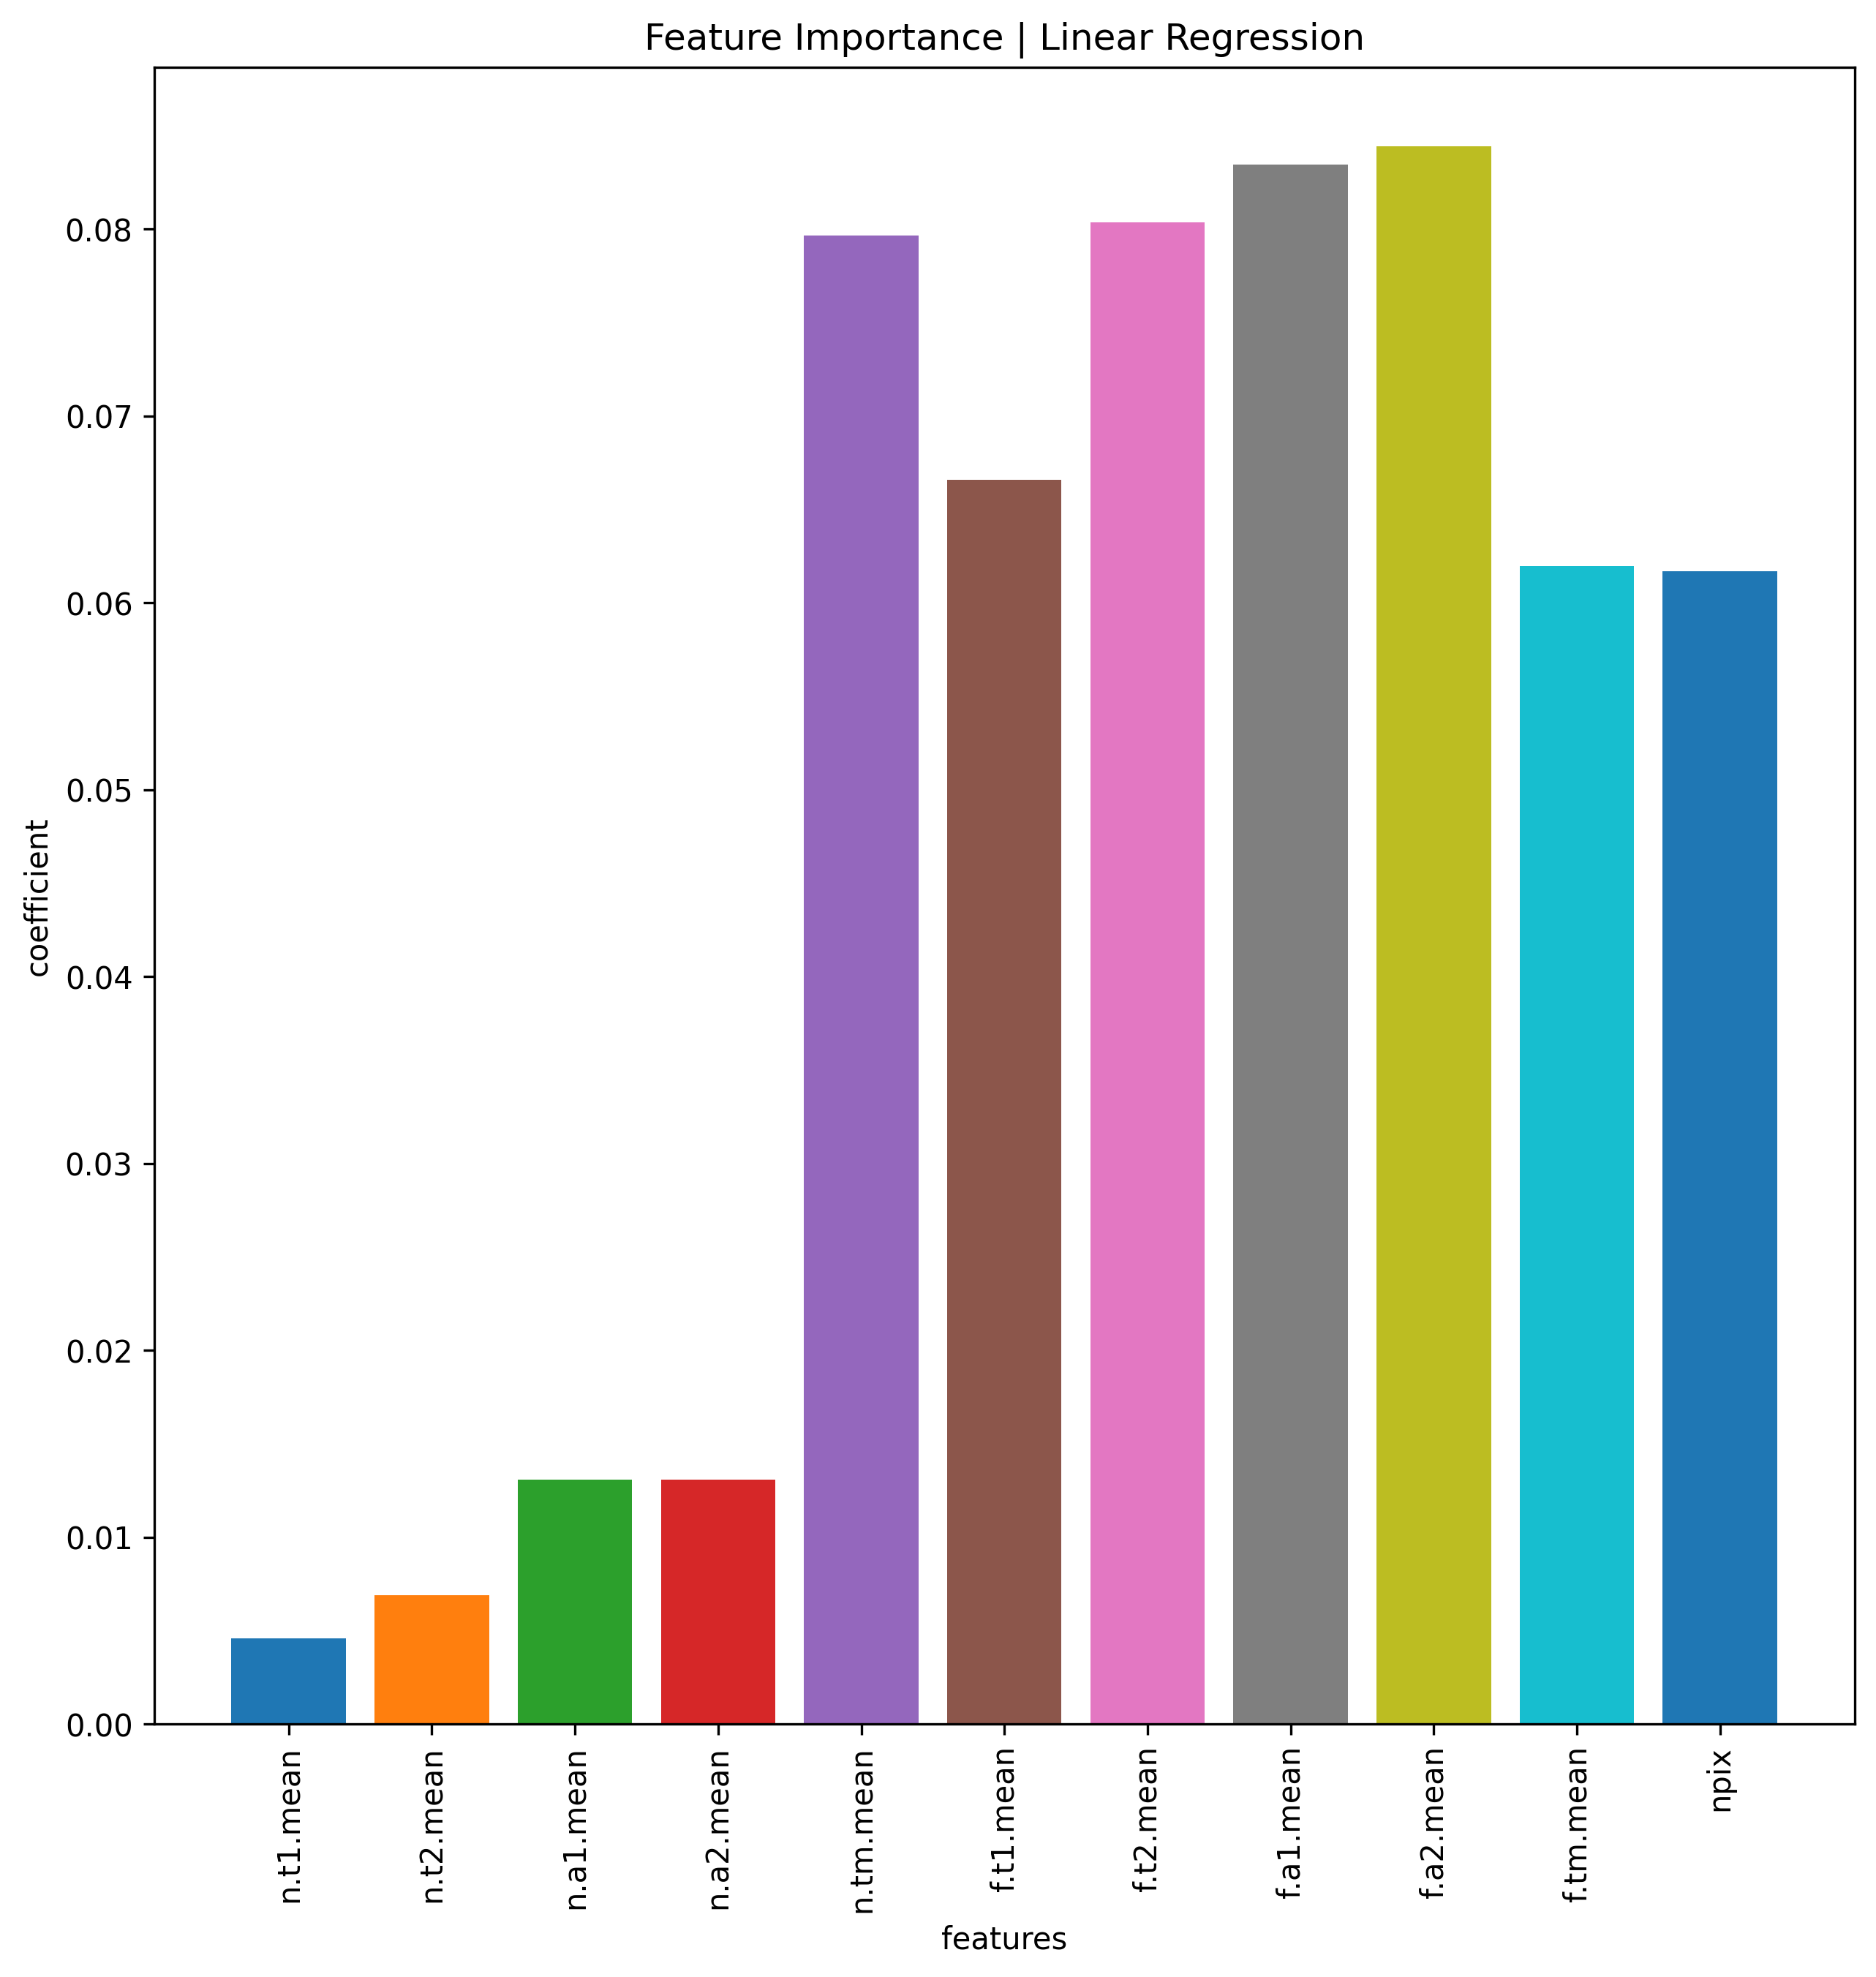 Feature Importance | Linear Regression
coefficient
0.08
0.07
0.06
0.05
0.04
0.03
0.02
0.01
0.00
n.t1.mean
n.t2.mean
n.a1.mean
n.a2.mean
n.tm.mean
f.t1.mean
f.t2.mean
f.a1.mean
f.a2.mean
f.tm.mean
npix
features